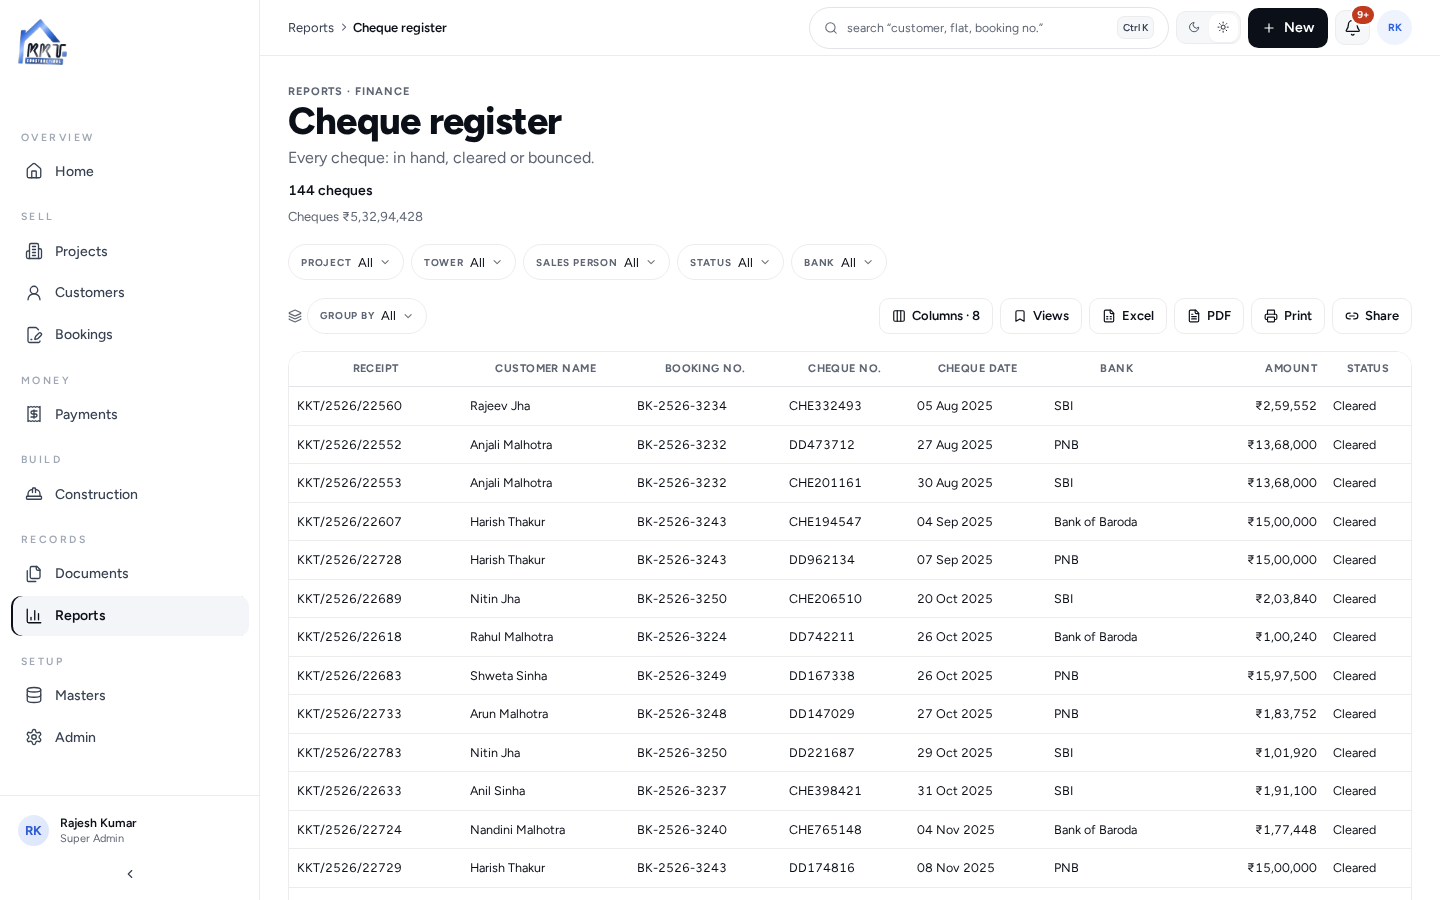 KKT
CONSTRUCTIONS
Reports > Cheque register
search “customer, flat, booking no.”
Ctrl K
+ New
9+
RK
OVERVIEW
Home
SELL
Projects
Customers
Bookings
MONEY
Payments
BUILD
Construction
RECORDS
Documents
Reports
SETUP
Masters
Admin
RK
Rajesh Kumar
Super Admin
REPORTS · FINANCE
Cheque register
Every cheque: in hand, cleared or bounced.
144 cheques
Cheques ₹5,32,94,428
PROJECT All TOWER All SALES PERSON All STATUS All BANK All
GROUP BY All
Columns · 8 Views Excel PDF Print Share
RECEIPT CUSTOMER NAME BOOKING NO. CHEQUE NO. CHEQUE DATE BANK AMOUNT STATUS
KKT/2526/22560 Rajeev Jha BK-2526-3234 CHE332493 05 Aug 2025 SBI ₹2,59,552 Cleared
KKT/2526/22552 Anjali Malhotra BK-2526-3232 DD473712 27 Aug 2025 PNB ₹13,68,000 Cleared
KKT/2526/22553 Anjali Malhotra BK-2526-3232 CHE201161 30 Aug 2025 SBI ₹13,68,000 Cleared
KKT/2526/22607 Harish Thakur BK-2526-3243 CHE194547 04 Sep 2025 Bank of Baroda ₹15,00,000 Cleared
KKT/2526/22728 Harish Thakur BK-2526-3243 DD962134 07 Sep 2025 PNB ₹15,00,000 Cleared
KKT/2526/22689 Nitin Jha BK-2526-3250 CHE206510 20 Oct 2025 SBI ₹2,03,840 Cleared
KKT/2526/22618 Rahul Malhotra BK-2526-3224 DD742211 26 Oct 2025 Bank of Baroda ₹1,00,240 Cleared
KKT/2526/22683 Shweta Sinha BK-2526-3249 DD167338 26 Oct 2025 PNB ₹15,97,500 Cleared
KKT/2526/22733 Arun Malhotra BK-2526-3248 DD147029 27 Oct 2025 PNB ₹1,83,752 Cleared
KKT/2526/22783 Nitin Jha BK-2526-3250 DD221687 29 Oct 2025 SBI ₹1,01,920 Cleared
KKT/2526/22633 Anil Sinha BK-2526-3237 CHE398421 31 Oct 2025 SBI ₹1,91,100 Cleared
KKT/2526/22724 Nandini Malhotra BK-2526-3240 CHE765148 04 Nov 2025 Bank of Baroda ₹1,77,448 Cleared
KKT/2526/22729 Harish Thakur BK-2526-3243 DD174816 08 Nov 2025 PNB ₹15,00,000 Cleared